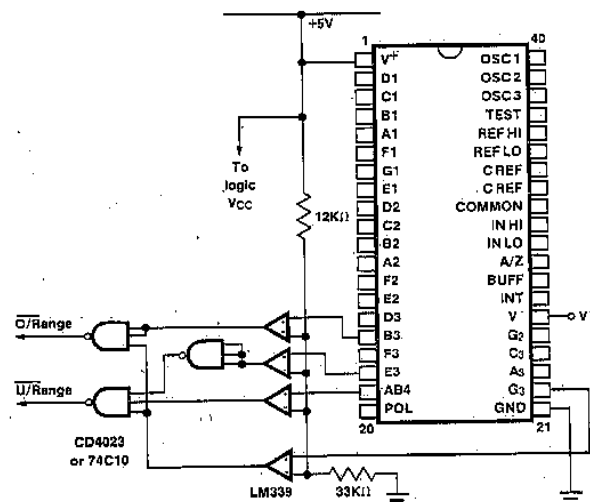 +5V
1
40
V+
D1
C1
B1
A1
F1
G1
E1
D2
C2
B2
A2
F2
E2
D3
B3
F3
E3
AB4
POL
20
OSC1
OSC2
OSC3
TEST
REF HI
REF LO
C REF
C REF
COMMON
IN HI
IN LO
A/Z
BUFF
INT
V-
G2
C3
A3
G3
GND
21
V-
To
logic
VCC
12KΩ
O/Range
U/Range
CD4023
or 74C10
LM339
33KΩ